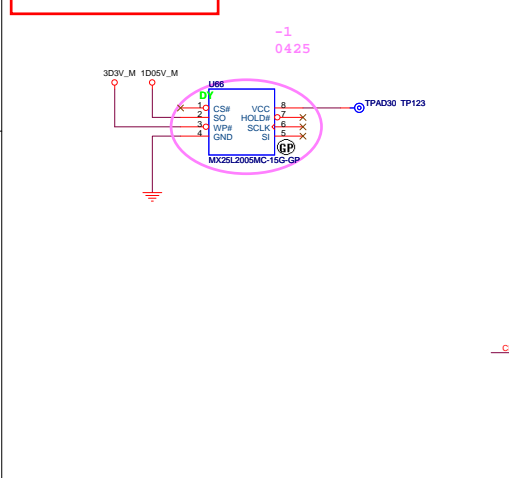 -1
0425
3D3V_M 1D05V_M
U66
DY
1 CS# VCC 8
2 SO HOLD# 7
3 WP# SCLK 6
4 GND SI 5
TPAD30 TP123
GP
MX25L2005MC-15G-GP
C